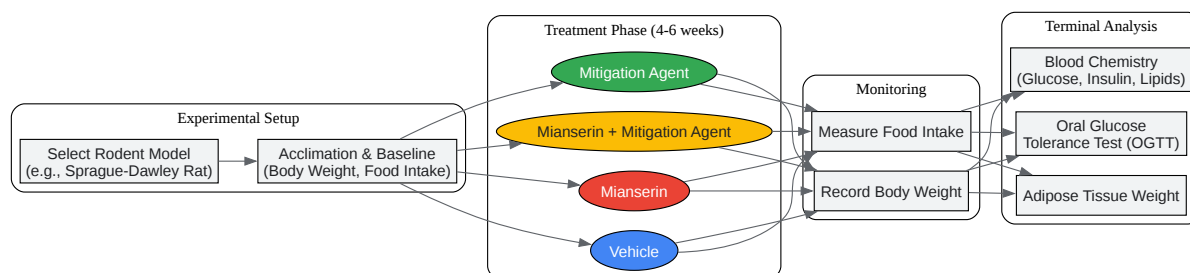 Experimental Setup
Select Rodent Model
(e.g., Sprague-Dawley Rat)
Acclimation & Baseline
(Body Weight, Food Intake)
Treatment Phase (4-6 weeks)
Mitigation Agent
Mianserin + Mitigation Agent
Mianserin
Vehicle
Monitoring
Measure Food Intake
Record Body Weight
Terminal Analysis
Blood Chemistry
(Glucose, Insulin, Lipids)
Oral Glucose
Tolerance Test (OGTT)
Adipose Tissue Weight